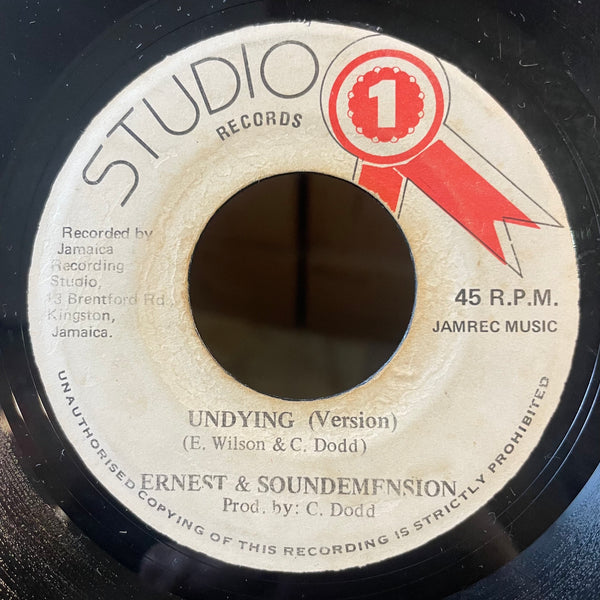 STUDIO 1
RECORDS
Recorded by
Jamaica
Recording
Studio,
13 Brentford Rd.
Kingston,
Jamaica.
45 R.P.M.
JAMREC MUSIC
UNDYING (Version)
(E. Wilson & C. Dodd)
ERNEST & SOUNDEMENSION
Prod. by: C. Dodd
UNAUTHORISED COPYING OF THIS RECORDING IS STRICTLY PROHIBITED